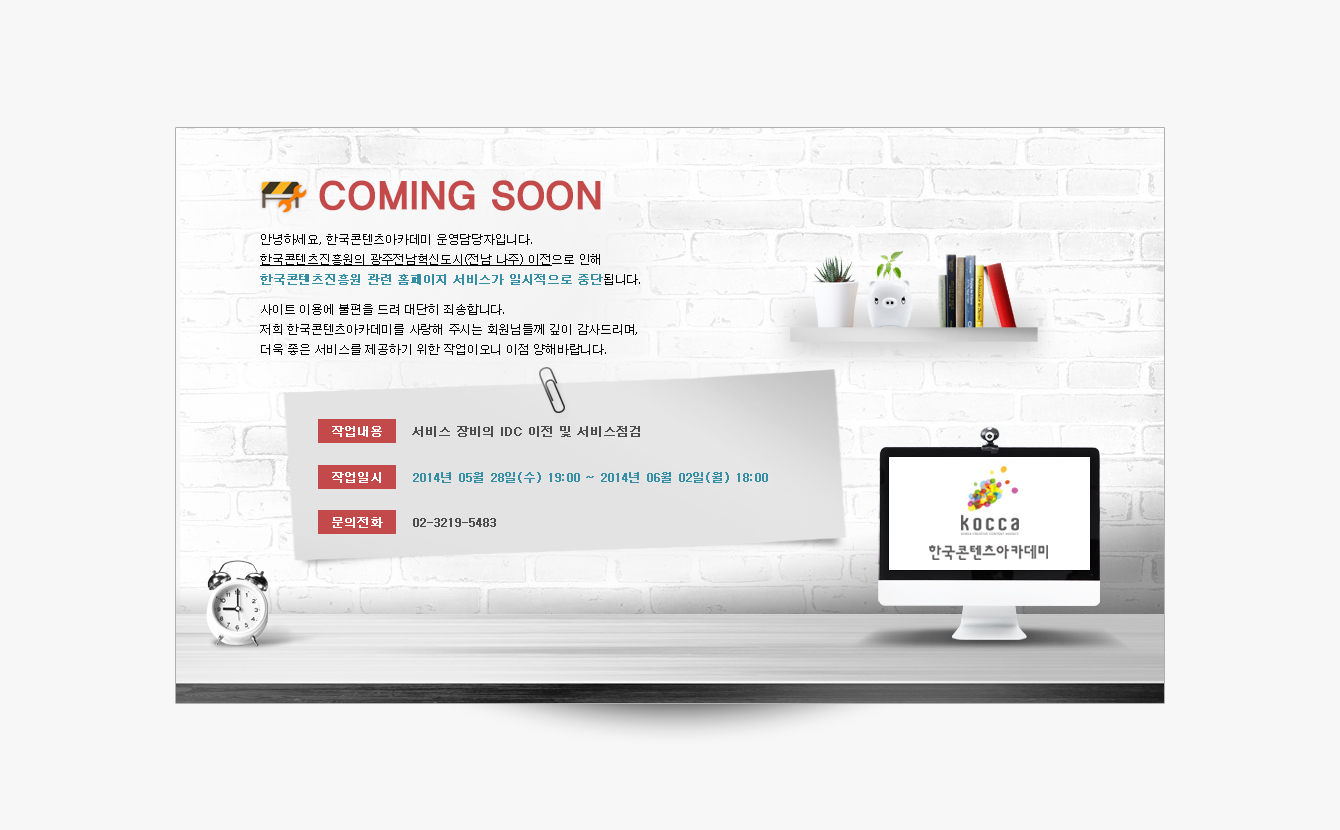 COMING SOON
안녕하세요, 한국콘텐츠아카데미 운영담당자입니다.
한국콘텐츠진흥원의 광주전남혁신도시(전남 나주) 이전으로 인해
한국콘텐츠진흥원 관련 홈페이지 서비스가 일시적으로 중단됩니다.
사이트 이용에 불편을 드려 대단히 죄송합니다.
저희 한국콘텐츠아카데미를 사랑해 주시는 회원님들께 깊이 감사드리며,
더욱 좋은 서비스를 제공하기 위한 작업이오니 이점 양해바랍니다.
작업내용 서비스 장비의 IDC 이전 및 서비스점검
작업일시 2014년 05월 28일(수) 19:00 ~ 2014년 06월 02일(월) 18:00
문의전화 02-3219-5483
kocca
한국콘텐츠아카데미